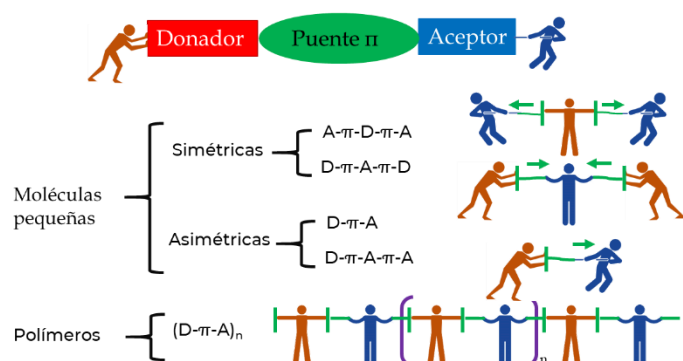 Donador Puente π Aceptor
A-π-D-π-A
Simétricas
D-π-A-π-D
Moléculas
pequeñas
D-π-A
Asimétricas
D-π-A-π-A
Polímeros (D-π-A)n
n